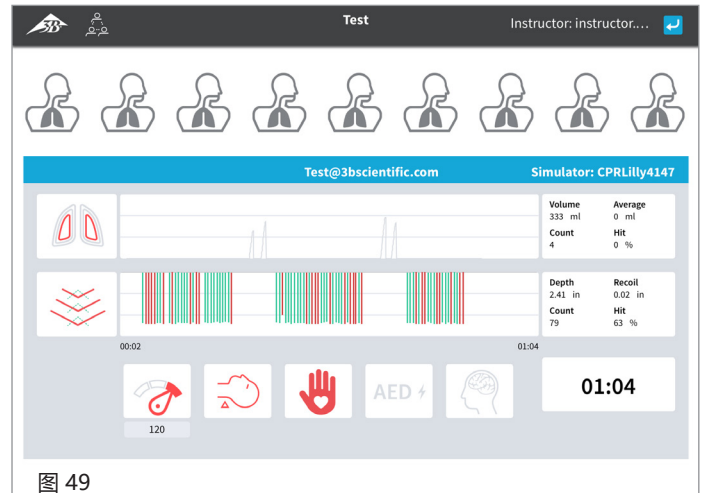 3B Test Instructor: instructor....
Test@3bscientific.com Simulator: CPRLilly4147
Volume Average
333 ml 0 ml
Count Hit
4 0 %
Depth Recoil
2.41 in 0.02 in
Count Hit
79 63 %
00:02 01:04
AED
01:04
120
图 49